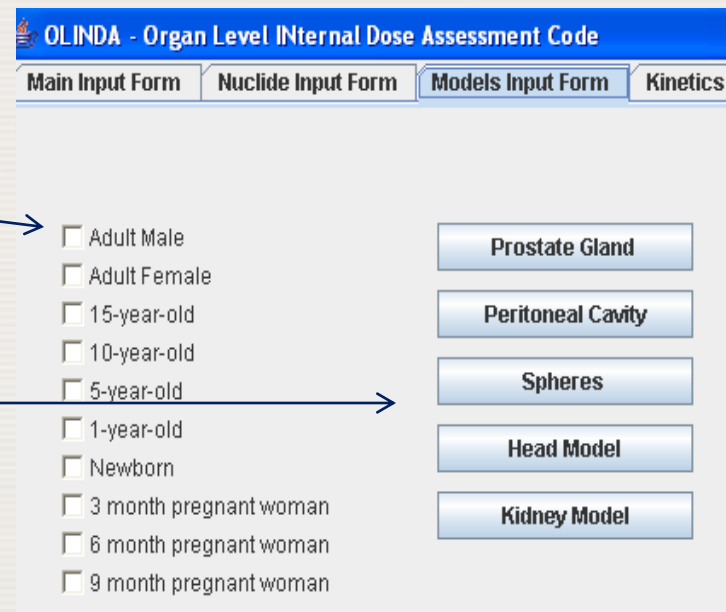 OLINDA - Organ Level INternal Dose Assessment Code
Main Input Form Nuclide Input Form Models Input Form Kinetics
Adult Male
Adult Female
15-year-old
10-year-old
5-year-old
1-year-old
Newborn
3 month pregnant woman
6 month pregnant woman
9 month pregnant woman
Prostate Gland
Peritoneal Cavity
Spheres
Head Model
Kidney Model